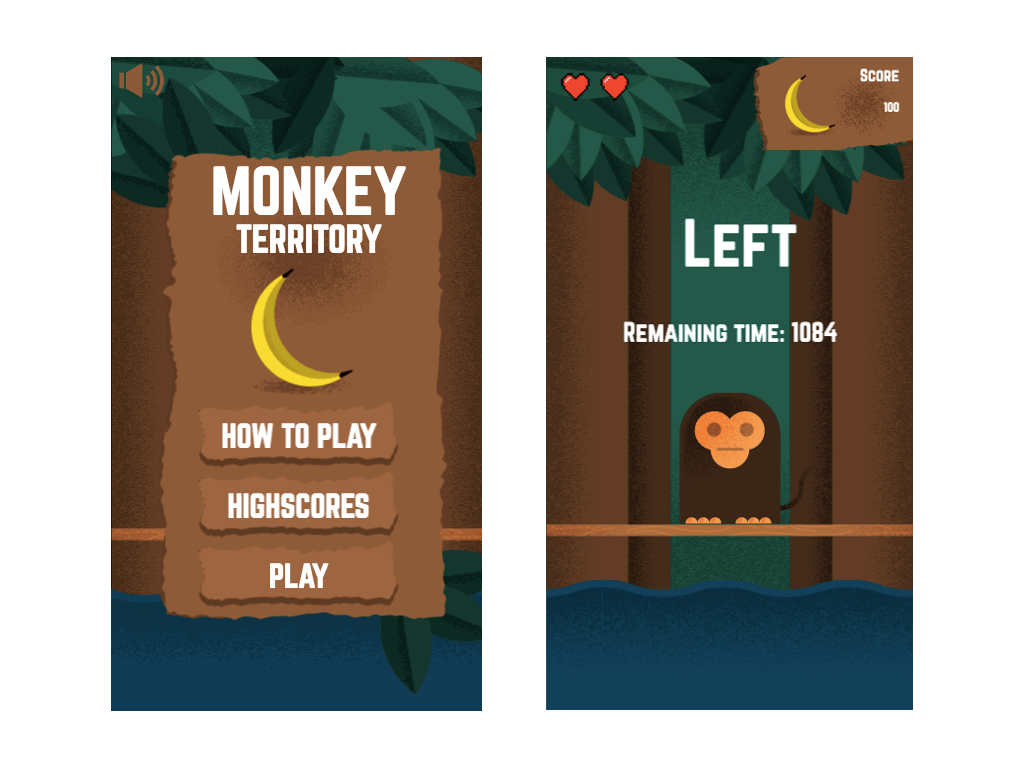 MONKEY
TERRITORY
HOW TO PLAY
HIGHSCORES
PLAY
SCORE
100
LEFT
REMAINING TIME: 1084